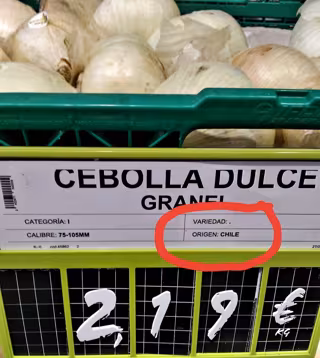 CEBOLLA DULCE
GRANEL
CATEGORÍA: I
VARIEDAD: .
CALIBRE: 75-105MM
ORIGEN: CHILE
2,19 €
KG